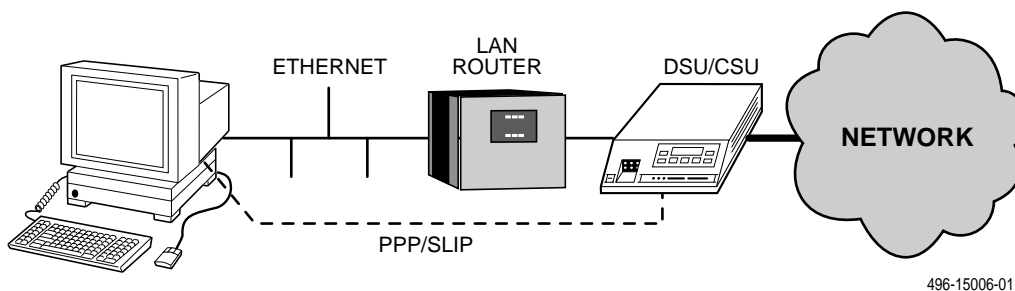 ETHERNET
LAN
ROUTER
DSU/CSU
NETWORK
PPP/SLIP
496-15006-01